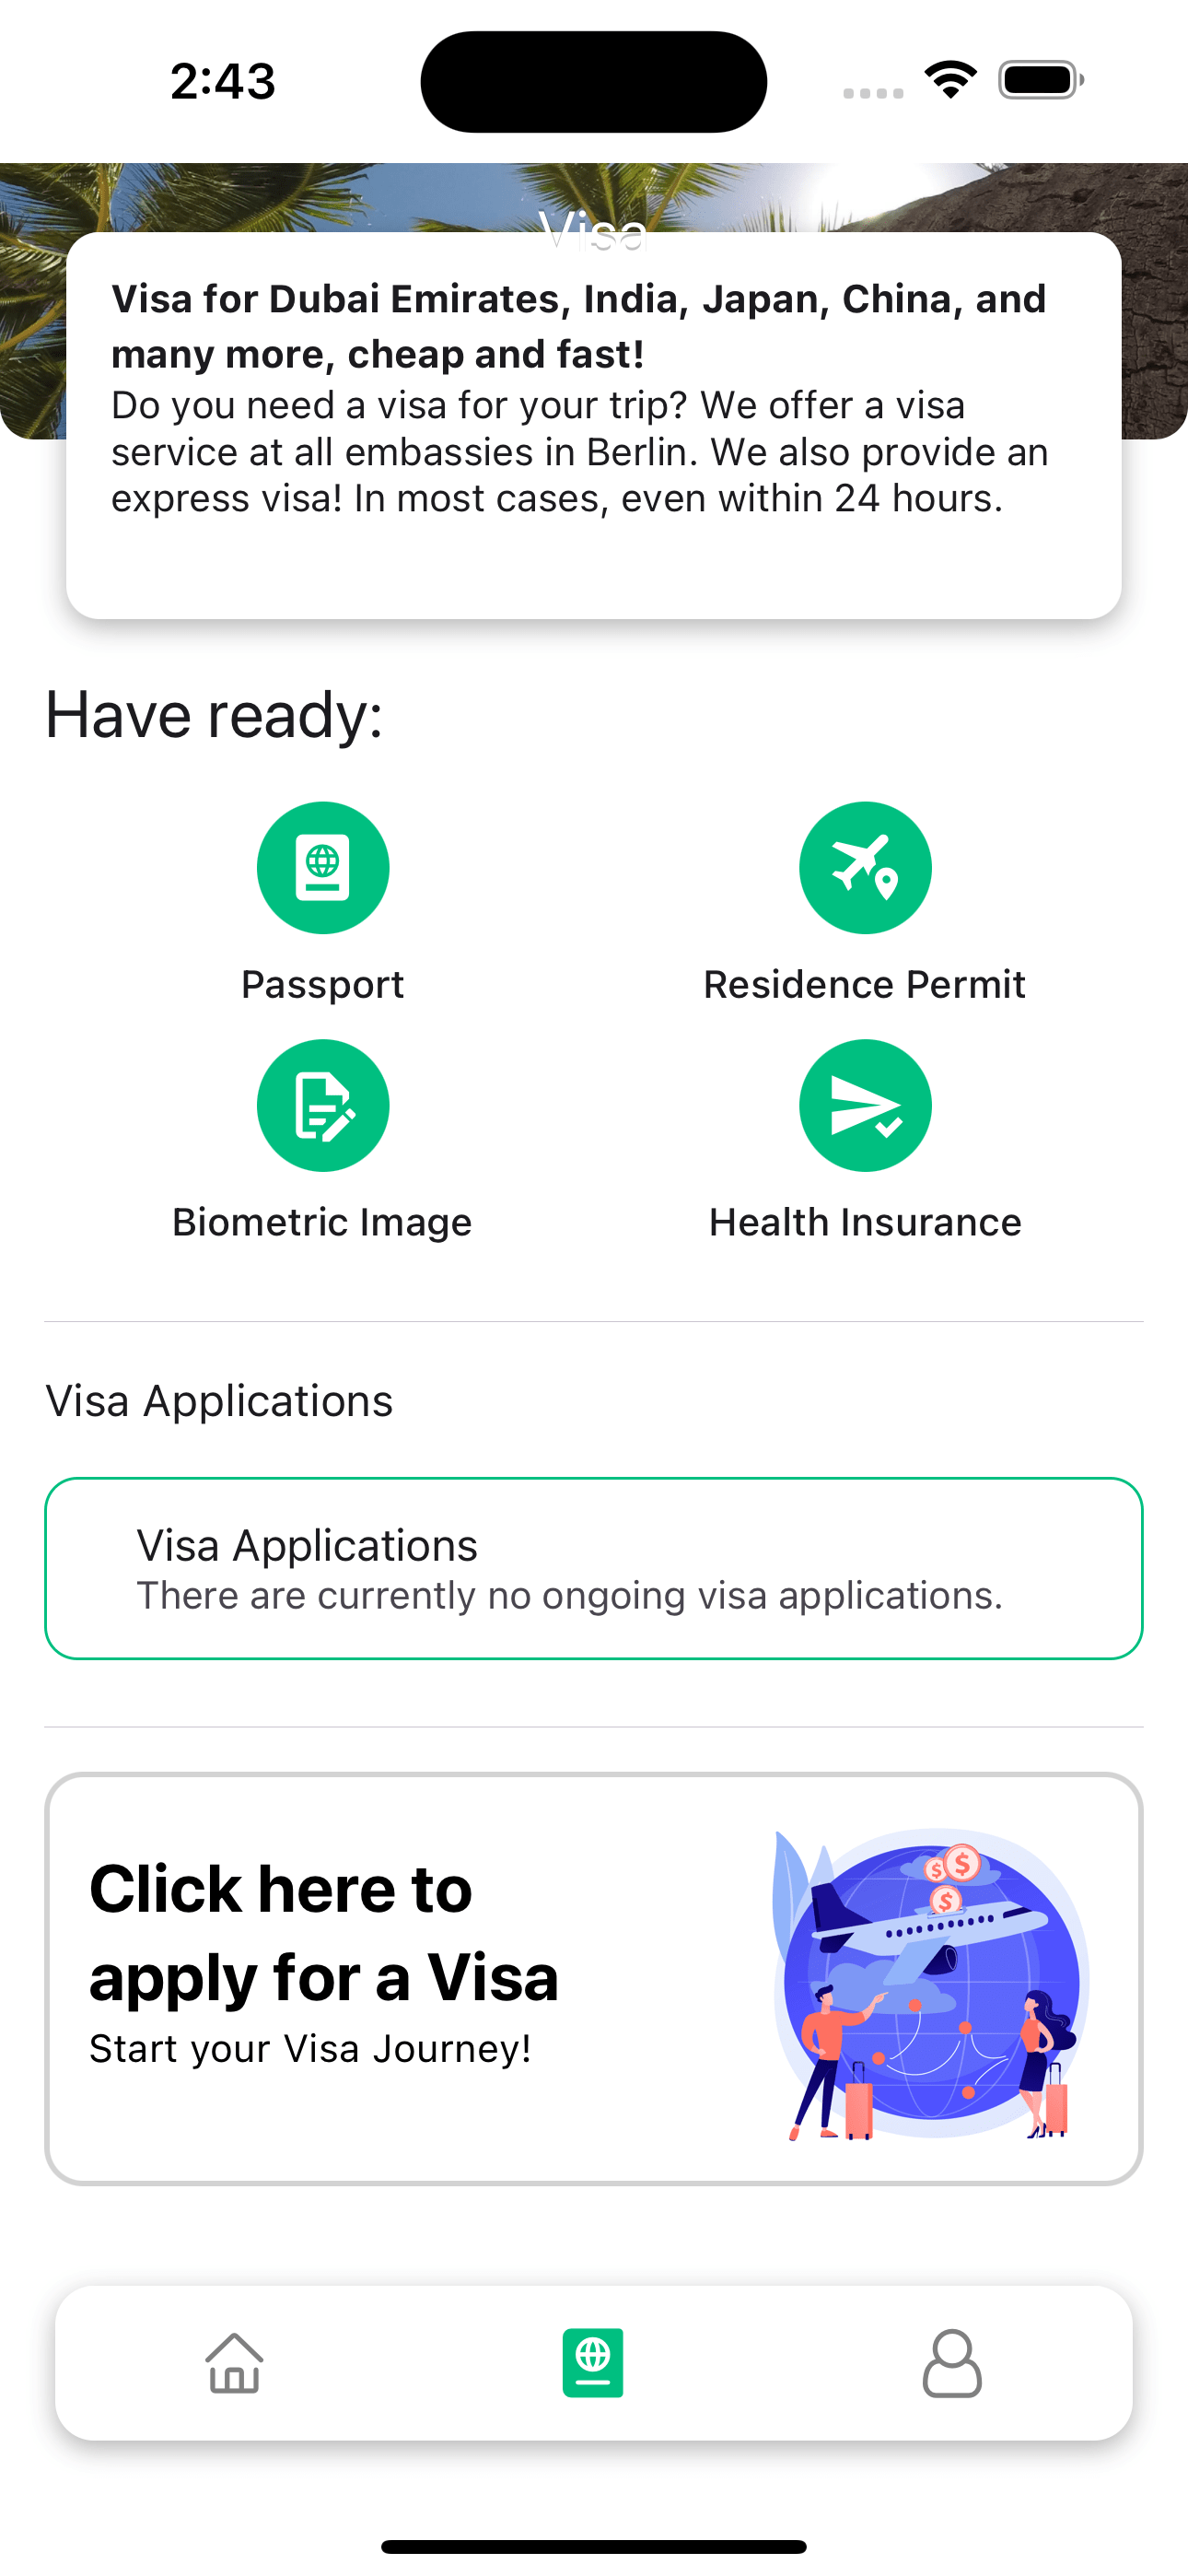 2:43
Visa
Visa for Dubai Emirates, India, Japan, China, and
many more, cheap and fast!
Do you need a visa for your trip? We offer a visa
service at all embassies in Berlin. We also provide an
express visa! In most cases, even within 24 hours.
Have ready:
Passport
Residence Permit
Biometric Image
Health Insurance
Visa Applications
Visa Applications
There are currently no ongoing visa applications.
Click here to
apply for a Visa
Start your Visa Journey!
$
$
$